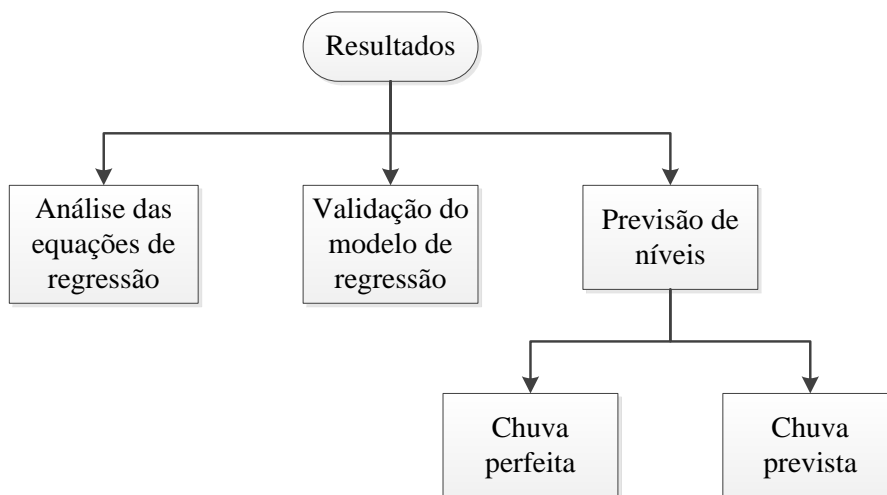 Resultados
Análise das
equações de
regressão
Validação do
modelo de
regressão
Previsão de
níveis
Chuva
perfeita
Chuva
prevista